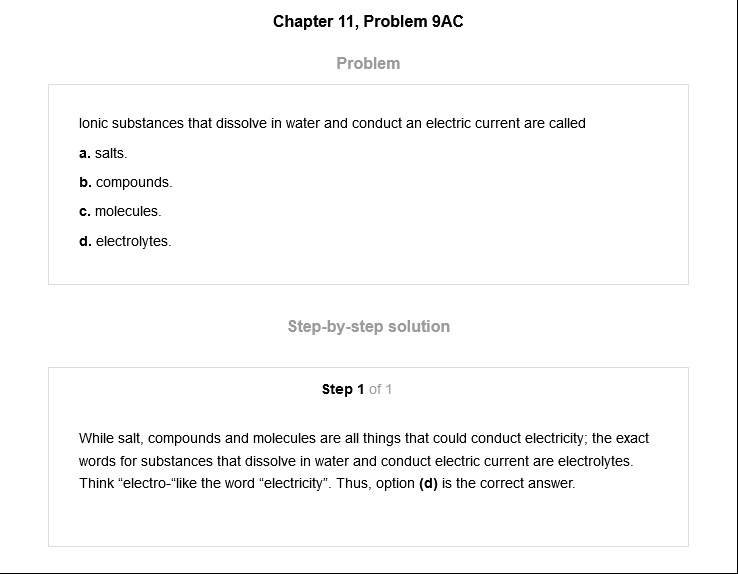 Chapter 11, Problem 9AC
Problem
Ionic substances that dissolve in water and conduct an electric current are called
a. salts.
b. compounds.
c. molecules.
d. electrolytes.
Step-by-step solution
Step 1 of 1
While salt, compounds and molecules are all things that could conduct electricity; the exact
words for substances that dissolve in water and conduct electric current are electrolytes.
Think “electro-“like the word “electricity”. Thus, option (d) is the correct answer.